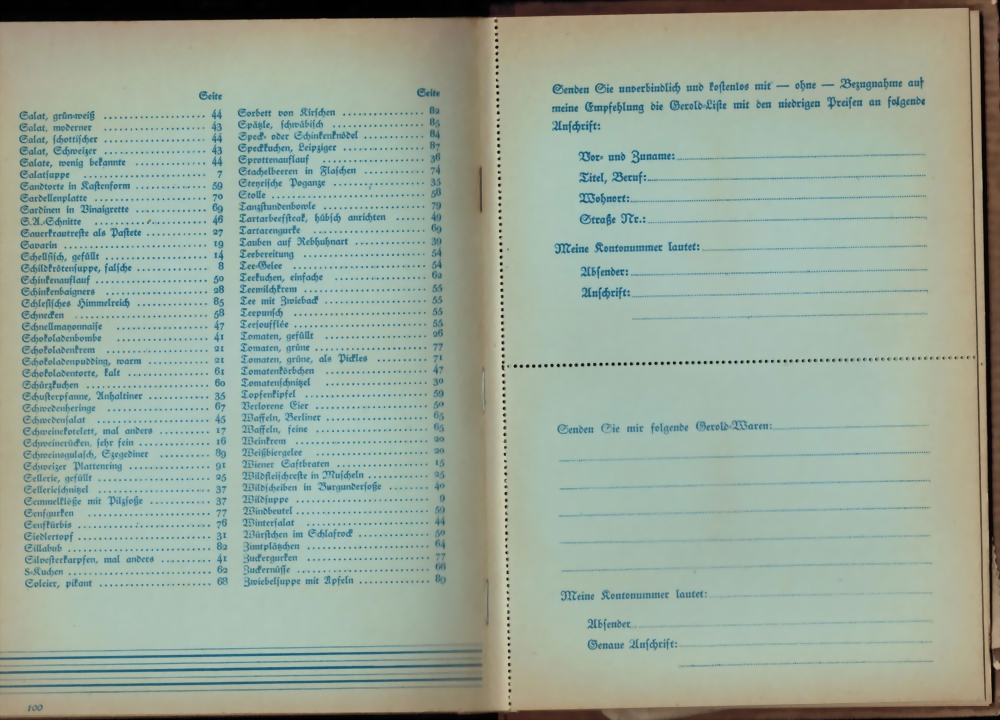 Seite
Salat, grün-weiß 44
Salat, moderner 43
Salat, schottischer 44
Salat, Schweizer 43
Salate, wenig bekannte 44
Salatsuppe 7
Sandtorte in Kastenform 59
Sardellenplatte 70
Sardinen in Vinaigrette 69
S.A.-Schnitte 46
Sauerkrautreste als Pastete 27
Savarin 19
Schellfisch, gefüllt 14
Schildkrötensuppe, falsche 8
Schinkenauflauf 50
Schinkenbaigners 28
Schlesisches Himmelreich 85
Schnecken 58
Schnellmayonnaise 47
Schokoladenbombe 41
Schokoladenkrem 21
Schokoladenpudding, warm 21
Schokoladentorte, kalt 61
Schürzkuchen 60
Schusterpfanne, Anhaltiner 35
Schwedenheringe 67
Schwedensalat 45
Schweinekotelett, mal anders 17
Schweinerücken, sehr fein 16
Schweinsgulasch, Szegediner 89
Schweizer Plattenring 91
Sellerie, gefüllt 25
Sellerieschnitzel 37
Semmelklöße mit Pilzsoße 37
Senfgurken 77
Senfkürbis 76
Siedlertopf 31
Sillabub 82
Silvesterkarpfen, mal anders 41
S-Kuchen 62
Soleier, pikant 68
Seite
Sorbett von Kirschen 82
Spätzle, schwäbisch 85
Speck- oder Schinkenknödel 84
Speckkuchen, Leipziger 87
Sprottenauflauf 38
Stachelbeeren in Flaschen 74
Steyrische Poganze 35
Stolle 58
Tanzstundenbowle 79
Tartarbeefsteak, hübsch anrichten 49
Tartarengurke 69
Tauben auf Rebhuhnart 39
Teebereitung 54
Tee-Gelee 54
Teekuchen, einfache 62
Teemilchkrem 55
Tee mit Zwieback 55
Teepunsch 55
Teesoufflée 55
Tomaten, gefüllt 26
Tomaten, grüne 77
Tomaten, grüne, als Pickles 71
Tomatenkörbchen 47
Tomatenschnitzel 30
Topfenkipfel 59
Verlorene Eier 50
Waffeln, Berliner 65
Waffeln, feine 65
Weinkrem 20
Weißbiergelee 20
Wiener Saftbraten 15
Wildfleischreste in Muscheln 25
Wildscheiben in Burgundersoße 40
Wildsuppe 9
Windbeutel 59
Wintersalat 44
Würstchen im Schlafrock 50
Zimtplätzchen 64
Zuckergurken 77
Zuckernüsse 66
Zwiebelsuppe mit Äpfeln 89
100
Senden Sie unverbindlich und kostenlos mit — ohne — Bezugnahme auf
meine Empfehlung die Gerold-Liste mit den niedrigen Preisen an folgende
Anschrift:
Vor- und Zuname:
Titel, Beruf:
Wohnort:
Straße Nr.:
Meine Kontonummer lautet:
Absender:
Anschrift:
Senden Sie mir folgende Gerold-Waren:
Meine Kontonummer lautet:
Absender
Genaue Anschrift: